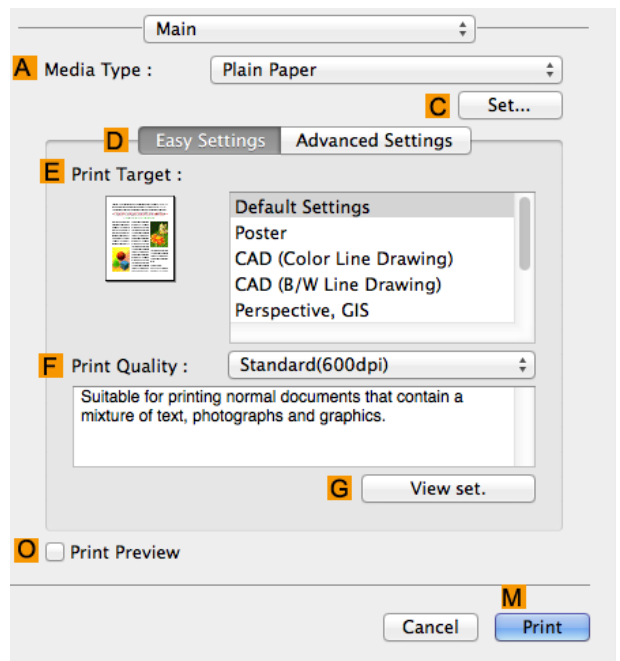 Main
A Media Type : Plain Paper
C Set...
D Easy Settings Advanced Settings
E Print Target :
Default Settings
Poster
CAD (Color Line Drawing)
CAD (B/W Line Drawing)
Perspective, GIS
F Print Quality : Standard(600dpi)
Suitable for printing normal documents that contain a
mixture of text, photographs and graphics.
G View set.
O Print Preview
M
Cancel Print